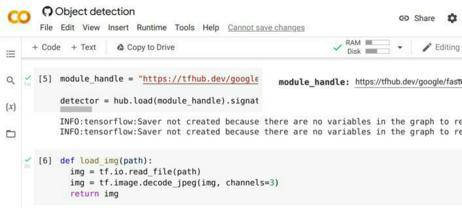 Object detection
Share
File Edit View Insert Runtime Tools Help Cannot save changes
+ Code + Text Copy to Drive
RAM
Disk
Editing
[5] module_handle = "https://tfhub.dev/google
module_handle: https://tfhub.dev/google/fast
detector = hub.load(module_handle).signat
INFO:tensorflow:Saver not created because there are no variables in the graph to re
INFO:tensorflow:Saver not created because there are no variables in the graph to re
{x}
[6] def load_img(path):
img = tf.io.read_file(path)
img = tf.image.decode_jpeg(img, channels=3)
return img